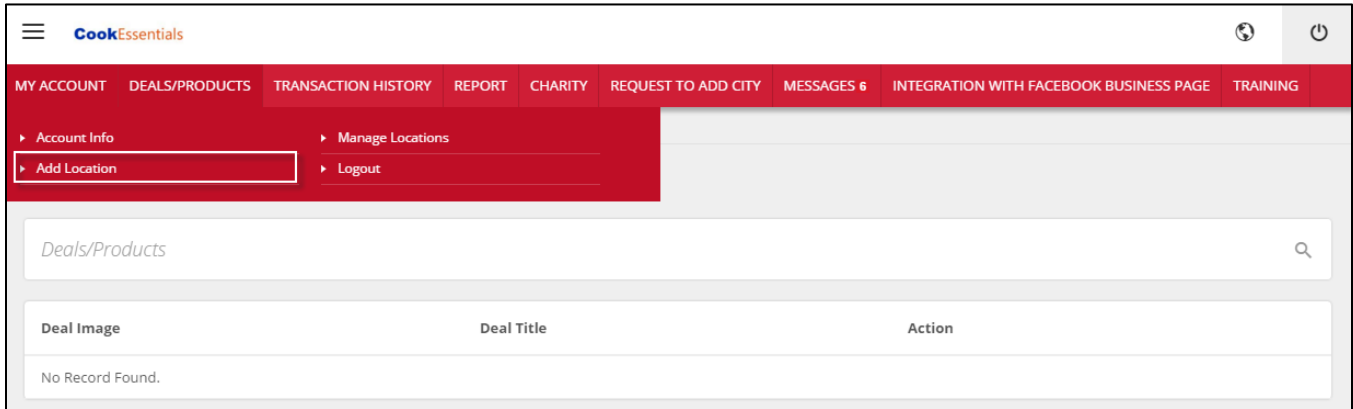 CookEssentials
MY ACCOUNT DEALS/PRODUCTS TRANSACTION HISTORY REPORT CHARITY REQUEST TO ADD CITY MESSAGES 6 INTEGRATION WITH FACEBOOK BUSINESS PAGE TRAINING
Account Info Manage Locations
Add Location Logout
Deals/Products
Deal Image Deal Title Action
No Record Found.